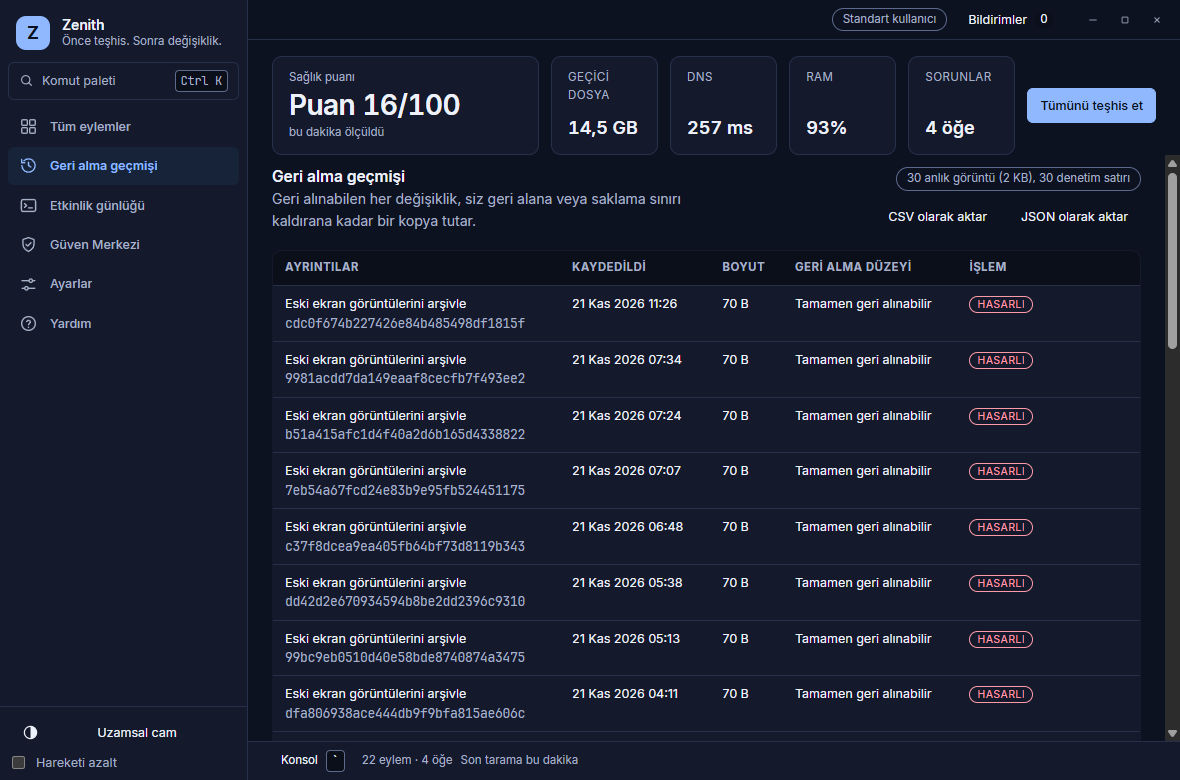 Z
Zenith
Önce teşhis. Sonra değişiklik.
Komut paleti
Ctrl K
Tüm eylemler
Geri alma geçmişi
Etkinlik günlüğü
Güven Merkezi
Ayarlar
Yardım
Uzamsal cam
Hareketi azalt
Standart kullanıcı
Bildirimler 0
Sağlık puanı
Puan 16/100
bu dakika ölçüldü
GEÇİCİ
DOSYA
14,5 GB
DNS
257 ms
RAM
93%
SORUNLAR
4 öğe
Tümünü teşhis et
Geri alma geçmişi
Geri alınabilen her değişiklik, siz geri alana veya saklama sınırı
kaldırana kadar bir kopya tutar.
30 anlık görüntü (2 KB), 30 denetim satırı
CSV olarak aktar JSON olarak aktar
AYRINTILAR KAYDEDİLDİ BOYUT GERİ ALMA DÜZEYİ İŞLEM
Eski ekran görüntülerini arşivle 21 Kas 2026 11:26 70 B Tamamen geri alınabilir HASARLI
cdc0f674b227426e84b485498df1815f
Eski ekran görüntülerini arşivle 21 Kas 2026 07:34 70 B Tamamen geri alınabilir HASARLI
9981acdd7da149eaaf8cecfb7f493ee2
Eski ekran görüntülerini arşivle 21 Kas 2026 07:24 70 B Tamamen geri alınabilir HASARLI
b51a415afc1d4f40a2d6b165d4338822
Eski ekran görüntülerini arşivle 21 Kas 2026 07:07 70 B Tamamen geri alınabilir HASARLI
7eb54a67fcd24e83b9e95fb524451175
Eski ekran görüntülerini arşivle 21 Kas 2026 06:48 70 B Tamamen geri alınabilir HASARLI
c37f8dcea9ea405fb64bf73d8119b343
Eski ekran görüntülerini arşivle 21 Kas 2026 05:38 70 B Tamamen geri alınabilir HASARLI
dd42d2e670934594b8be2dd2396c9310
Eski ekran görüntülerini arşivle 21 Kas 2026 05:13 70 B Tamamen geri alınabilir HASARLI
99bc9eb0510d40e58bde8740874a3475
Eski ekran görüntülerini arşivle 21 Kas 2026 04:11 70 B Tamamen geri alınabilir HASARLI
dfa806938ace444db9f9bfa815ae606c
Konsol ` 22 eylem · 4 öğe Son tarama bu dakika